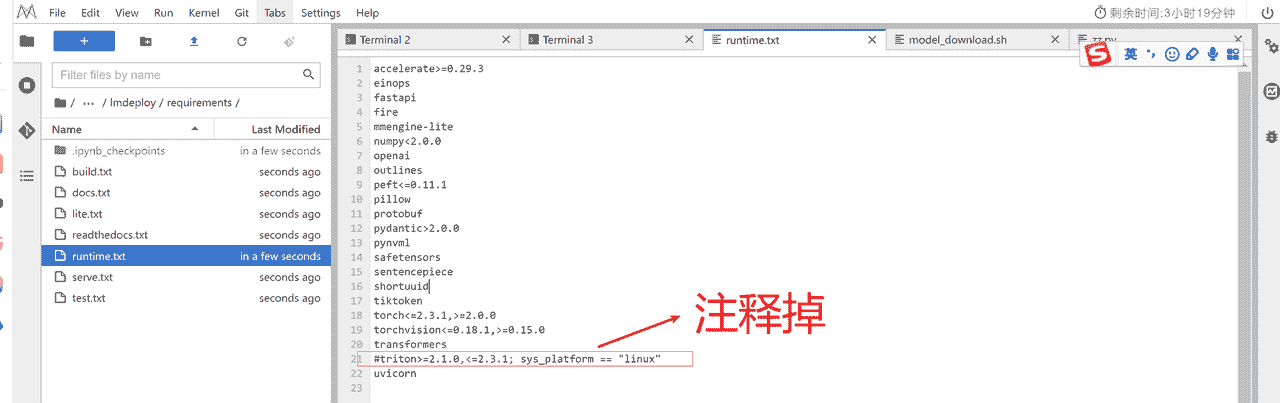 File Edit View Run Kernel Git Tabs Settings Help 剩余时间:3小时19分钟
Terminal 2 Terminal 3 runtime.txt model_download.sh zz.py
英
Filter files by name
/ ··· / lmdeploy / requirements /
Name Last Modified
.ipynb_checkpoints in a few seconds
build.txt seconds ago
docs.txt seconds ago
lite.txt seconds ago
readthedocs.txt seconds ago
runtime.txt in a few seconds
serve.txt seconds ago
test.txt seconds ago
1 accelerate>=0.29.3
2 einops
3 fastapi
4 fire
5 mmengine-lite
6 numpy<2.0.0
7 openai
8 outlines
9 peft<=0.11.1
10 pillow
11 protobuf
12 pydantic>2.0.0
13 pynvml
14 safetensors
15 sentencepiece
16 shortuuid
17 tiktoken
18 torch<=2.3.1,>=2.0.0
19 torchvision<=0.18.1,>=0.15.0
20 transformers
21 #triton>=2.1.0,<=2.3.1; sys_platform == "linux"
22 uvicorn
23
注释掉